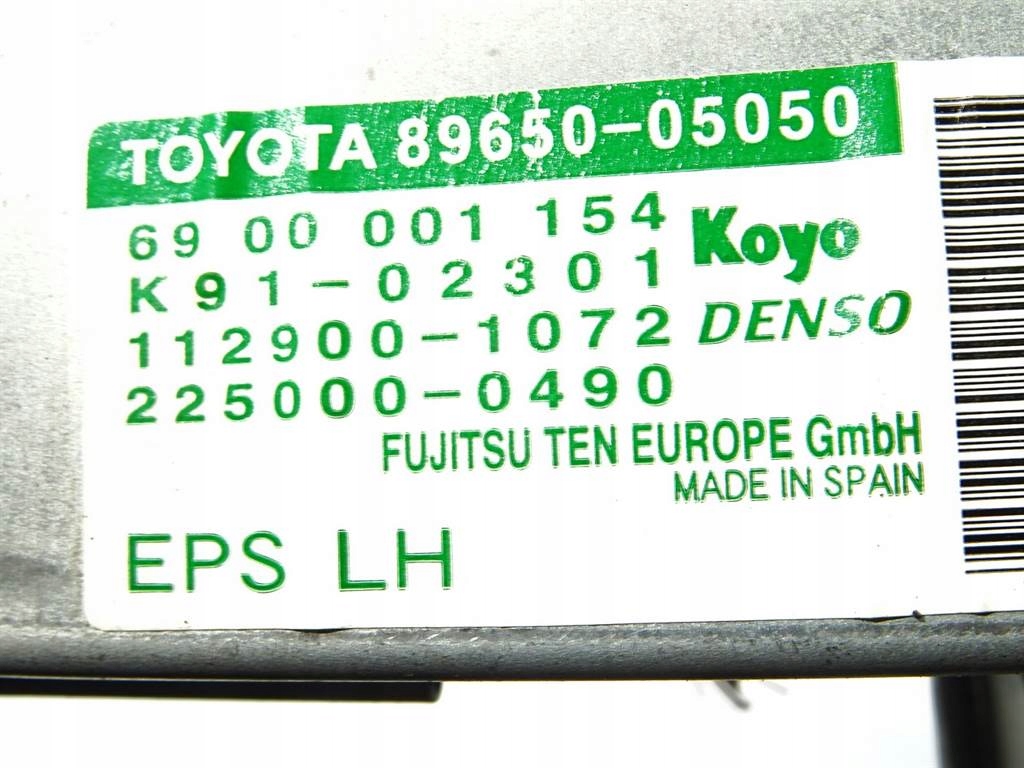 TOYOTA 89650-05050
69 00 001 154 Koyo
K91-02301
112900-1072 DENSO
225000-0490
FUJITSU TEN EUROPE GmbH
MADE IN SPAIN
EPS LH